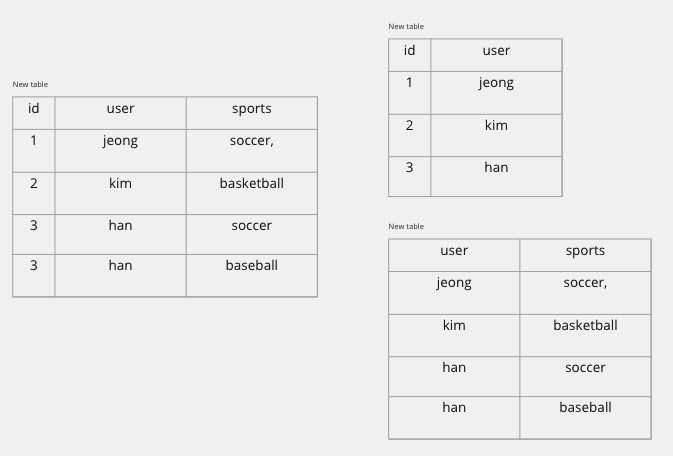 New table
id user sports
1 jeong soccer,
2 kim basketball
3 han soccer
3 han baseball
New table
id user
1 jeong
2 kim
3 han
New table
user sports
jeong soccer,
kim basketball
han soccer
han baseball